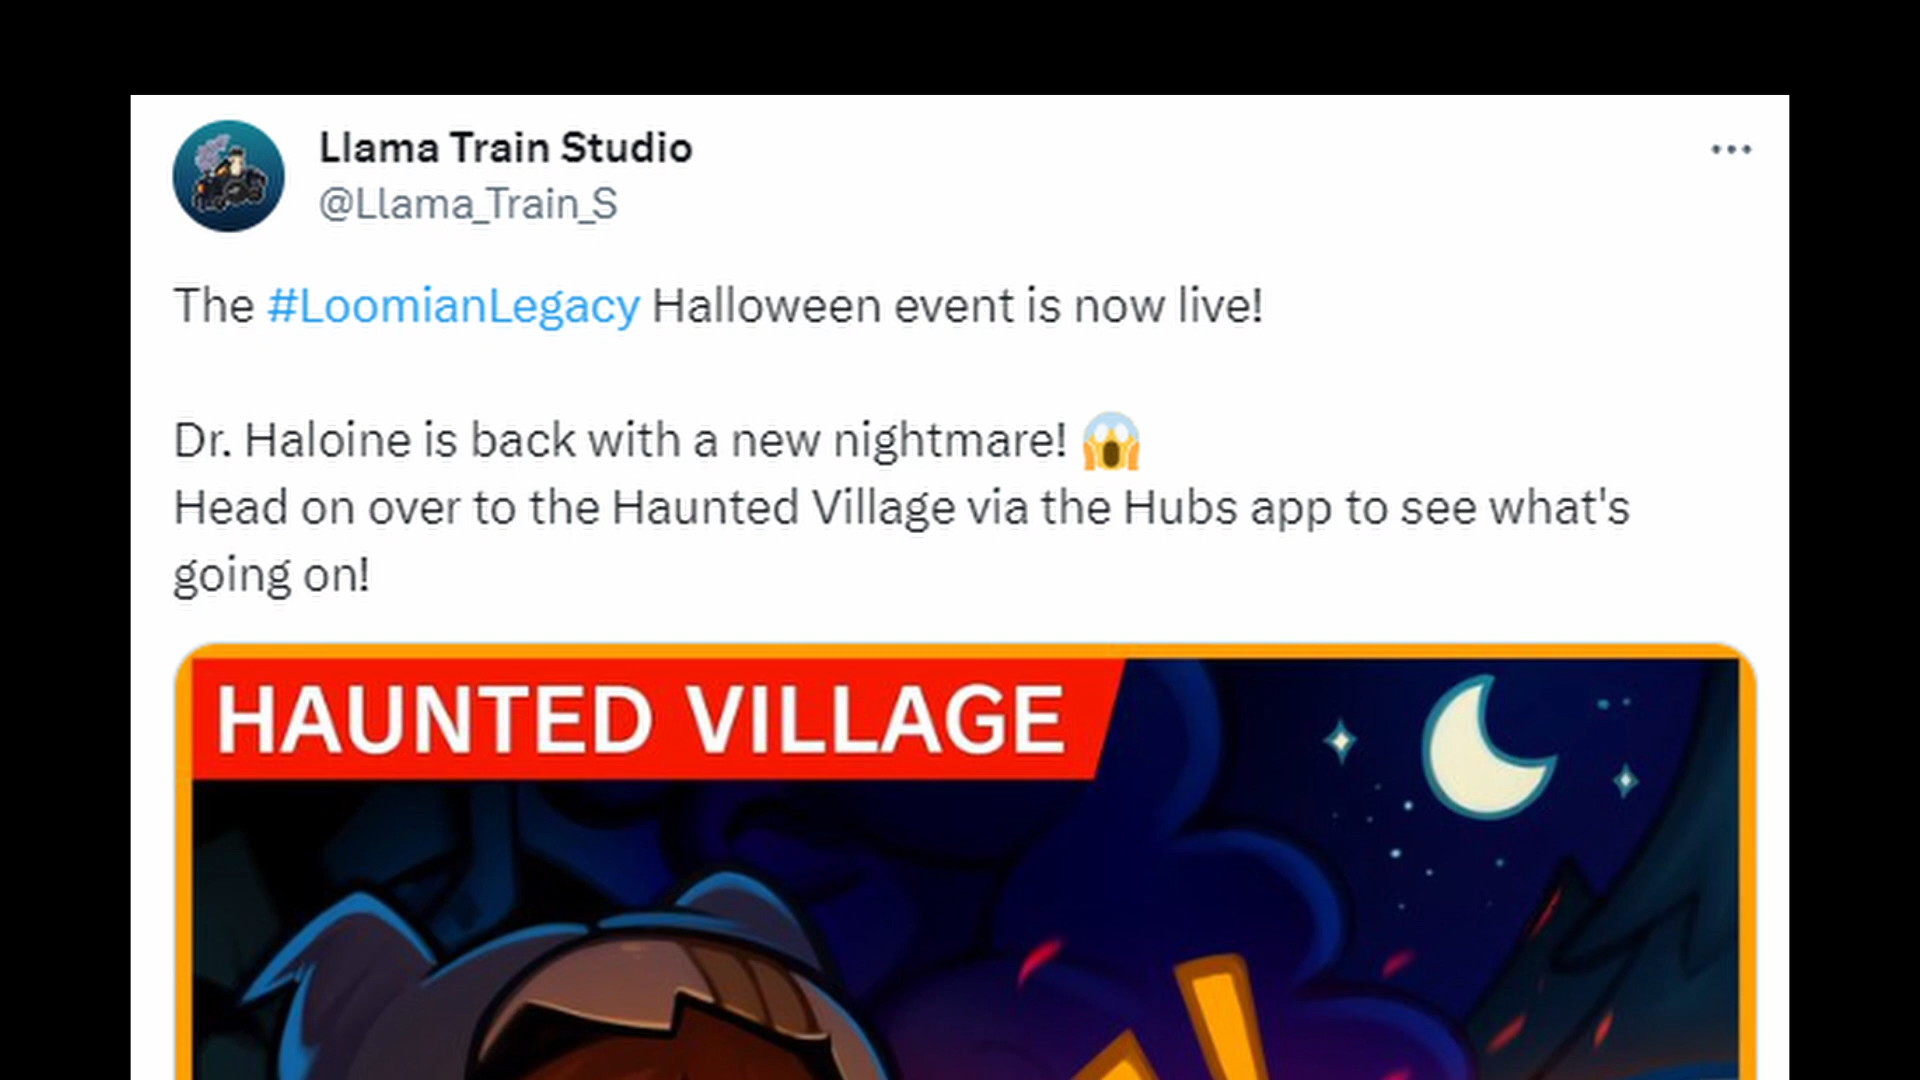 Llama Train Studio
@Llama_Train_S
The #LoomianLegacy Halloween event is now live!
Dr. Haloine is back with a new nightmare! 😱
Head on over to the Haunted Village via the Hubs app to see what's
going on!
HAUNTED VILLAGE